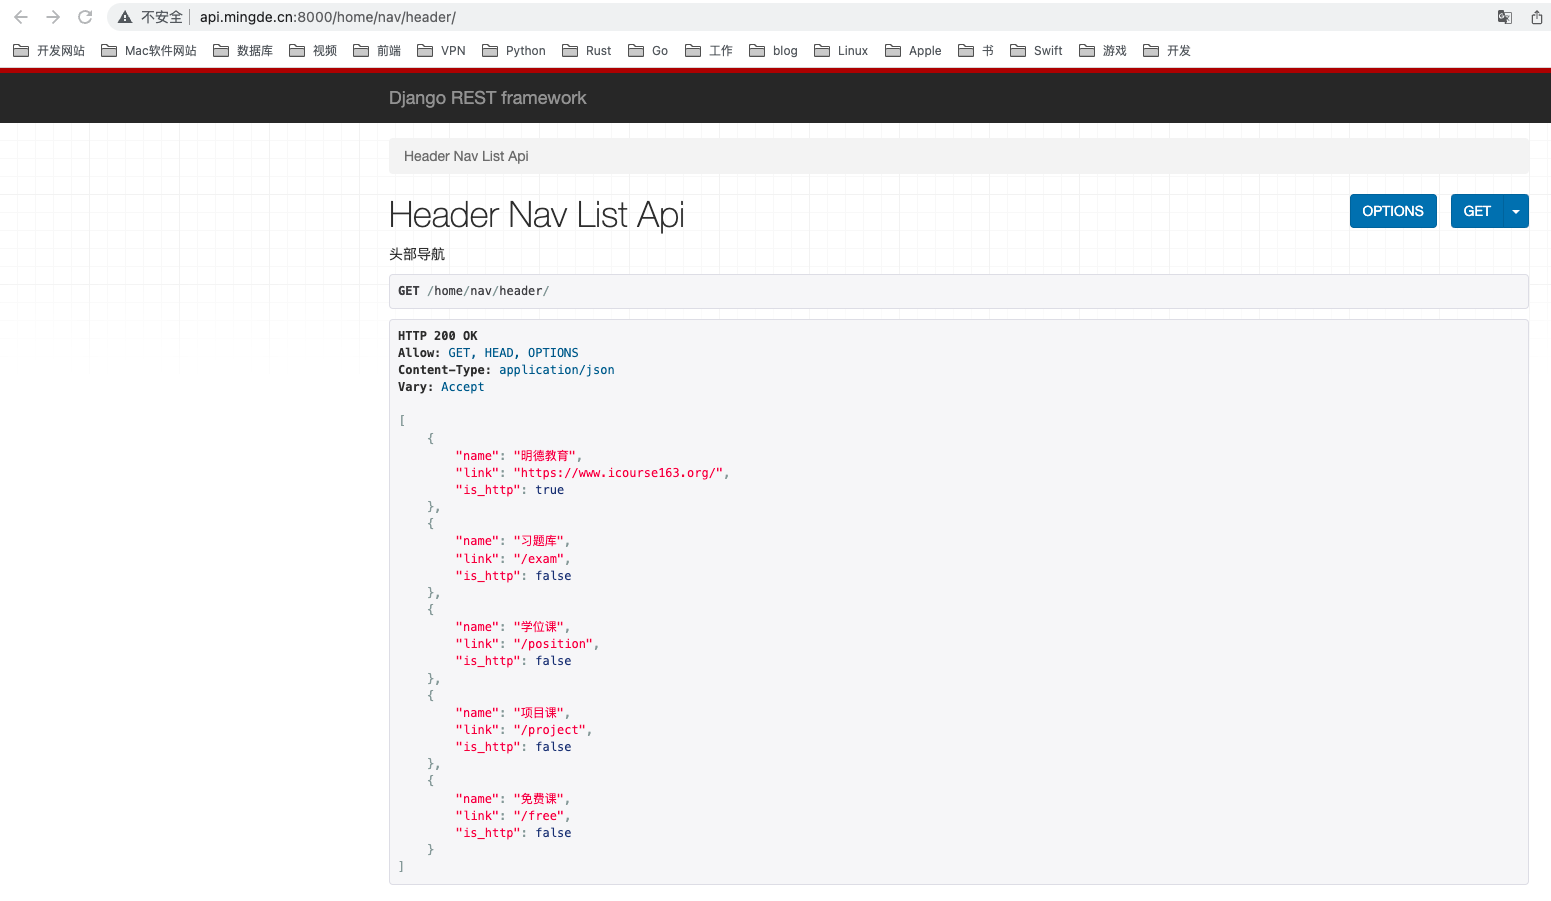 不安全 api.mingde.cn:8000/home/nav/header/
开发网站 Mac软件网站 数据库 视频 前端 VPN Python Rust Go 工作 blog Linux Apple 书 Swift 游戏 开发
Django REST framework
Header Nav List Api
Header Nav List Api OPTIONS GET
头部导航
GET /home/nav/header/
HTTP 200 OK
Allow: GET, HEAD, OPTIONS
Content-Type: application/json
Vary: Accept
[
    {
        "name": "明德教育",
        "link": "https://www.icourse163.org/",
        "is_http": true
    },
    {
        "name": "习题库",
        "link": "/exam",
        "is_http": false
    },
    {
        "name": "学位课",
        "link": "/position",
        "is_http": false
    },
    {
        "name": "项目课",
        "link": "/project",
        "is_http": false
    },
    {
        "name": "免费课",
        "link": "/free",
        "is_http": false
    }
]